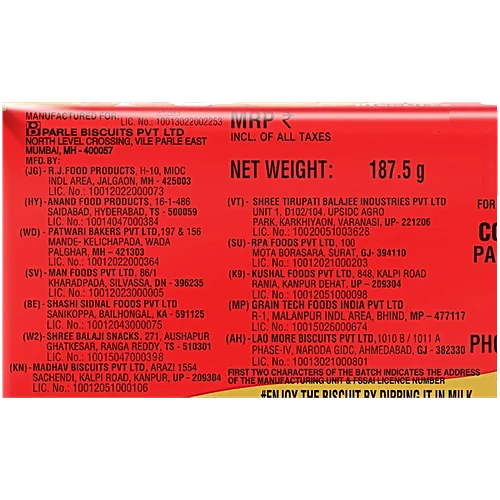 MANUFACTURED FOR:
LIC. No.: 10013022002253
PARLE BISCUITS PVT LTD
NORTH LEVEL CROSSING, VILE PARLE EAST
MUMBAI, MH - 400057
MFD. BY:
(JG)- R.J.FOOD PRODUCTS, H-10, MIDC
INDL AREA, JALGAON, MH - 425003
LIC. No.: 10012022000073
(HY)- ANAND FOOD PRODUCTS, 16-1-486
SAIDABAD, HYDERABAD, TS - 500059
LIC. No.: 10014047000384
(WD)- PATWARI BAKERS PVT LTD,197 & 156
MANDE- KELICHAPADA, WADA
PALGHAR, MH - 421303
LIC. No.: 10012022000364
(SV)- MAN FOODS PVT LTD, 86/1
KHARADPADA, SILVASSA, DN - 396235
LIC. No.: 10013028000005
(BE)- SHASHI SIDNAL FOODS PVT LTD
SANIKOPPA, BAILHONGAL, KA - 591125
LIC. No.: 10012043000075
(W2)- SHREE BALAJI SNACKS, 271, AUSHAPUR
GHATKESAR, RANGA REDDY, TS - 510301
LIC. No.: 10015047000398
(KN)- MADHAV BISCUITS PVT LTD, ARAZI 1554
SACHENDI, KALPI ROAD, KANPUR, UP - 209304
LIC. No.: 10012051000106
MRP ₹
INCL. OF ALL TAXES
NET WEIGHT: 187.5 g
(VT)- SHREE TIRUPATI BALAJEE INDUSTRIES PVT LTD
UNIT 1, D102/104, UPSIDC AGRO
PARK, KARKHIYAON, VARANASI, UP- 221206
LIC. No.: 10020051003628
(SU)- RPA FOODS PVT LTD, 100
MOTA BORASARA, SURAT, GJ-394110
LIC. No.: 10012021000203
(K9)- KUSHAL FOODS PVT LTD, 848, KALPI ROAD
RANIA, KANPUR DEHAT, UP – 209304
LIC. No.: 10012051000098
(MP) GRAIN TECH FOODS INDIA PVT LTD
R-1, MALANPUR INDL AREA, BHIND, MP – 477117
LIC. No.: 10015026000674
(AH)- LAO MORE BISCUITS PVT LTD, 1010 B / 1011 A
PHASE-IV, NARODA GIDC, AHMEDABAD, GJ - 382330
LIC. No.: 10013021000801
FIRST TWO CHARACTERS OF THE BATCH INDICATES THE ADDRESS
OF THE MANUFACTURING UNIT & FSSAI LICENCE NUMBER
#ENJOY THE BISCUIT BY DIPPING IT IN MILK
FOR
CO
PA
PHO